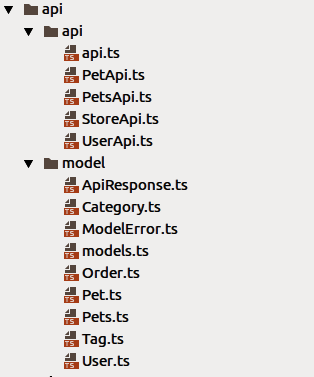 api
api
TS api.ts
TS PetApi.ts
TS PetsApi.ts
TS StoreApi.ts
TS UserApi.ts
model
TS ApiResponse.ts
TS Category.ts
TS ModelError.ts
TS models.ts
TS Order.ts
TS Pet.ts
TS Pets.ts
TS Tag.ts
TS User.ts